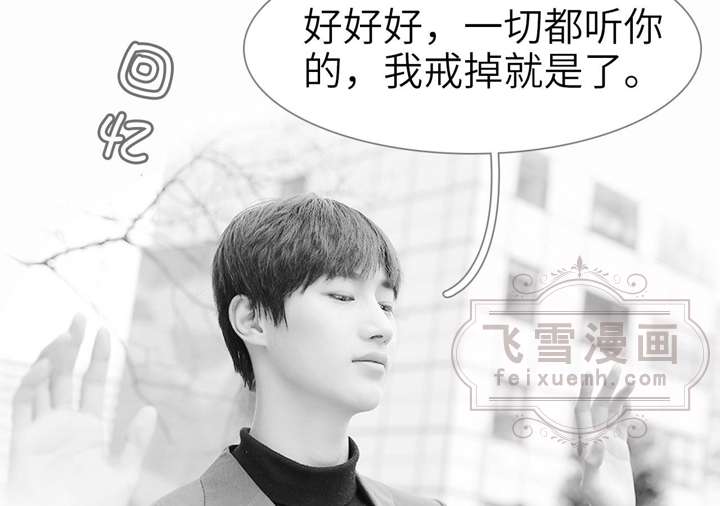 好好好，一切都听你
的，我戒掉就是了。
回
忆
飞雪漫画
feixuemh.com